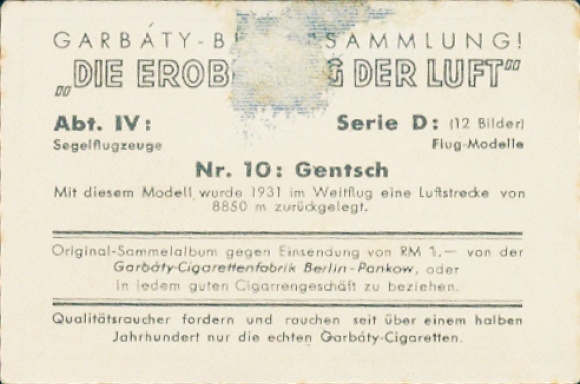 GARBÁTY- SAMMLUNG!
„DIE DER LUFT“
Abt. IV: Serie D: (12 Bilder)
Segelflugzeuge Flug-Modelle
Nr. 10: Gentsch
Mit diesem Modell wurde 1931 im Weitflug eine Luftstrecke von
8850 m zurückgelegt.
Original-Sammelalbum gegen Einsendung von RM 1.— von der
Garbáty-Cigarettenfabrik Berlin-Pankow, oder
in jedem guten Cigarrengeschäft zu beziehen.
Qualitätsraucher fordern und rauchen seit über einem halben
Jahrhundert nur die echten Garbáty-Cigaretten.